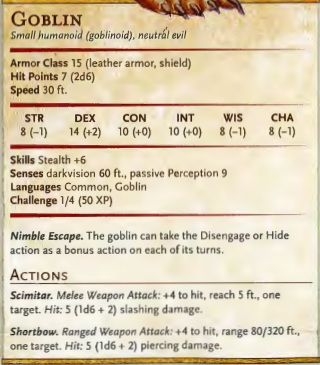 GOBLIN
Small humanoid (goblinoid), neutral evil
Armor Class 15 (leather armor, shield)
Hit Points 7 (2d6)
Speed 30 ft.
STR DEX CON INT WIS CHA
8 (−1) 14 (+2) 10 (+0) 10 (+0) 8 (−1) 8 (−1)
Skills Stealth +6
Senses darkvision 60 ft., passive Perception 9
Languages Common, Goblin
Challenge 1/4 (50 XP)
Nimble Escape. The goblin can take the Disengage or Hide
action as a bonus action on each of its turns.
ACTIONS
Scimitar. Melee Weapon Attack: +4 to hit, reach 5 ft., one
target. Hit: 5 (1d6 + 2) slashing damage.
Shortbow. Ranged Weapon Attack: +4 to hit, range 80/320 ft.,
one target. Hit: 5 (1d6 + 2) piercing damage.